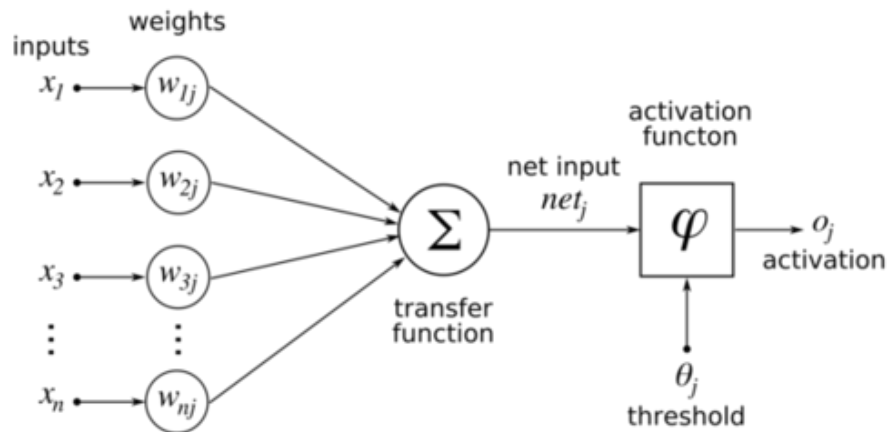 weights
inputs
x1
w1j
activation
functon
x2
w2j
net input
netj
Σ
φ
oj
activation
x3
w3j
transfer
function
⋮
⋮
θj
threshold
xn
wnj